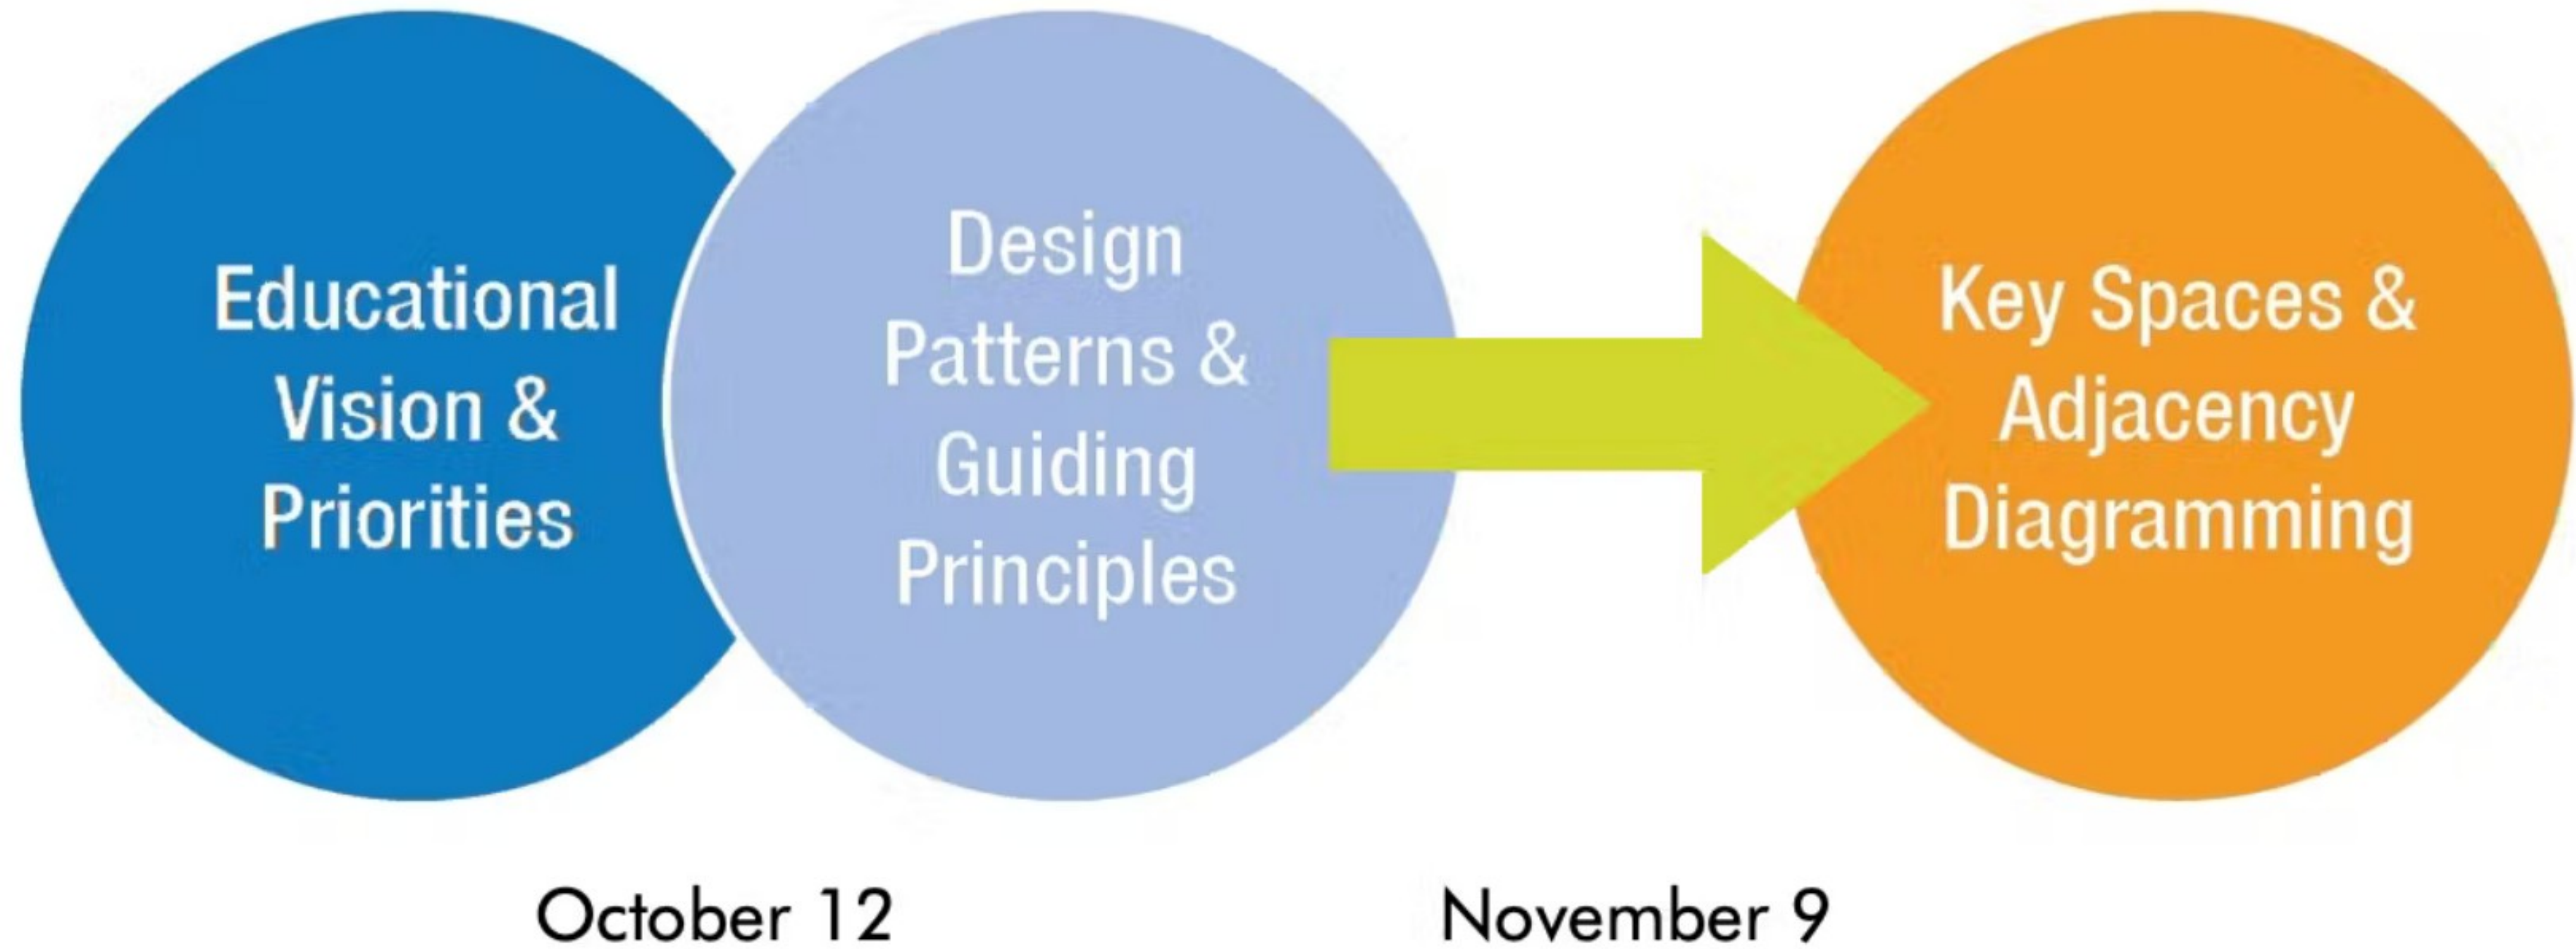 Educational
Vision &
Priorities
Design
Patterns &
Guiding
Principles
Key Spaces &
Adjacency
Diagramming
October 12
November 9